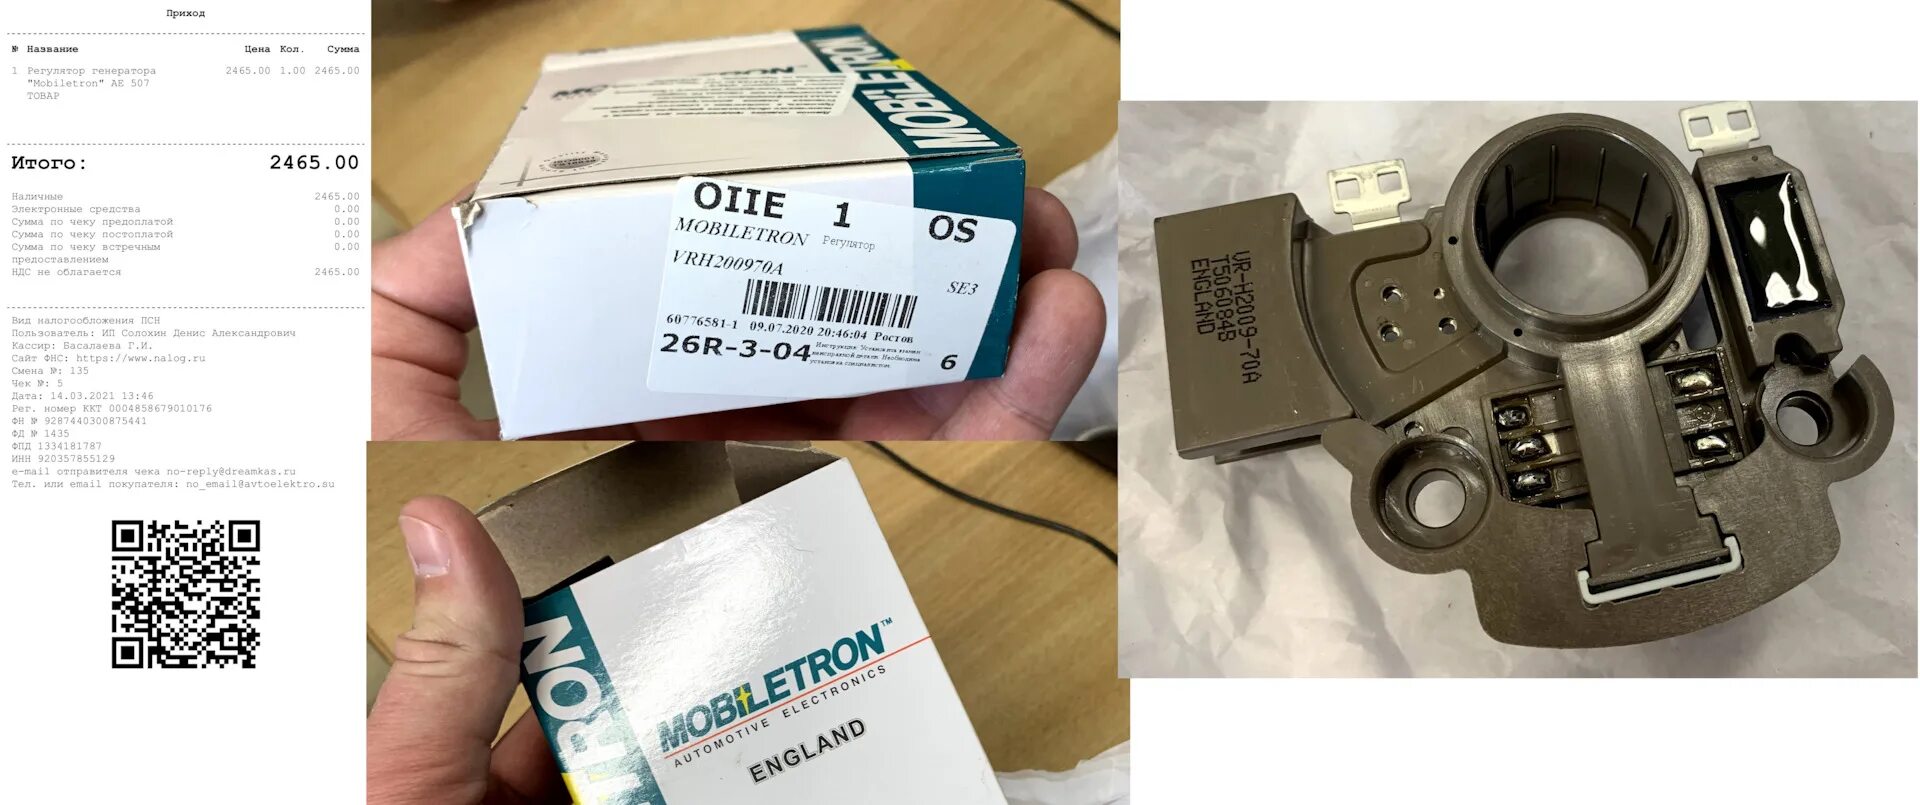 Приход
№ Название Цена Кол. Сумма
1 Регулятор генератора 2465.00 1.00 2465.00
"Mobiletron" AE 507
ТОВАР
Итого: 2465.00
Наличные 2465.00
Электронные средства 0.00
Сумма по чеку предоплатой 0.00
Сумма по чеку постоплатой 0.00
Сумма по чеку встречным 0.00
предоставлением
НДС не облагается 2465.00
Вид налогообложения ПСН
Пользователь: ИП Солохин Денис Александрович
Кассир: Басалаева Г.И.
Сайт ФНС: https://www.nalog.ru
Смена №: 135
Чек №: 5
Дата: 14.03.2021 13:46
Рег. номер ККТ 0004858679010176
ФН № 9287440300875441
ФД № 1435
ФПД 1334181787
ИНН 920357855129
e-mail отправителя чека no-reply@dreamkas.ru
Тел. или email покупателя: no_email@avtoelektro.su
MOBILETRON
OIIE 1 OS
MOBILETRON Регулятор
VRH200970A SE3
60776581-1 09.07.2020 20:46:04 Ростов
26R-3-04 6
TRON
MOBILETRON™
AUTOMOTIVE ELECTRONICS
ENGLAND
VR-H2009-70A
T506084B
ENGLAND